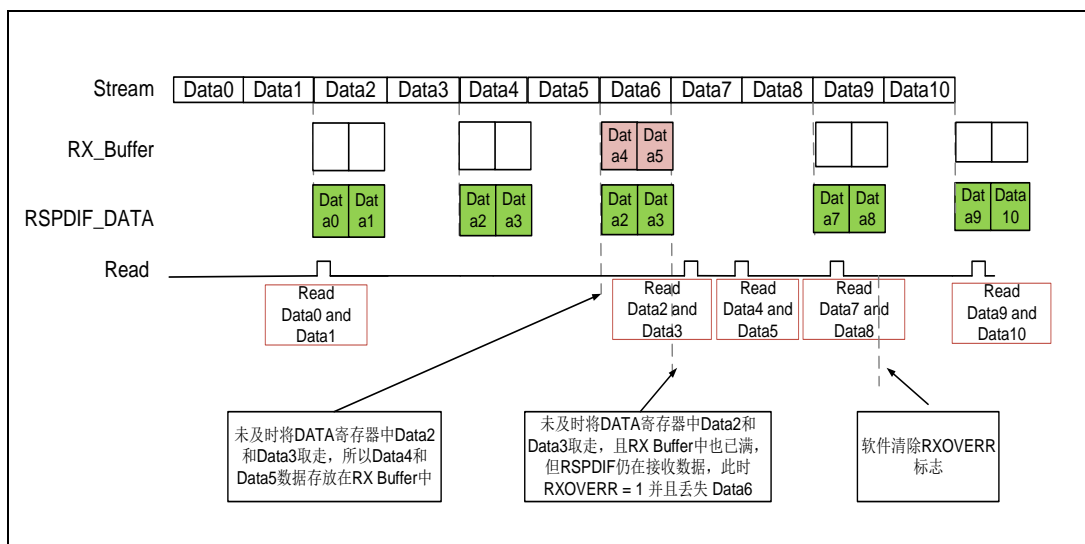 Stream Data0 Data1 Data2 Data3 Data4 Data5 Data6 Data7 Data8 Data9 Data10
RX_Buffer
Dat
a4
Dat
a5
RSPDIF_DATA
Dat
a0
Dat
a1
Dat
a2
Dat
a3
Dat
a2
Dat
a3
Dat
a7
Dat
a8
Dat
a9
Data
10
Read
Read
Data0 and
Data1
Read
Data2 and
Data3
Read
Data4 and
Data5
Read
Data7 and
Data8
Read
Data9 and
Data10
未及时将DATA寄存器中Data2
和Data3取走，所以Data4和
Data5数据存放在RX Buffer中
未及时将DATA寄存器中Data2和
Data3取走，且RX Buffer中也已满，
但RSPDIF仍在接收数据，此时
RXOVERR = 1 并且丢失 Data6
软件清除RXOVERR
标志